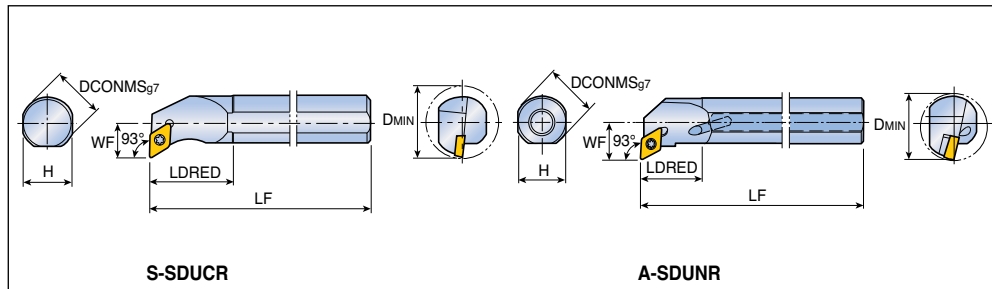 DCONMSg7
WF
93°
H
LDRED
LF
DMIN
S-SDUCR
DCONMSg7
WF
93°
H
LDRED
LF
DMIN
A-SDUNR